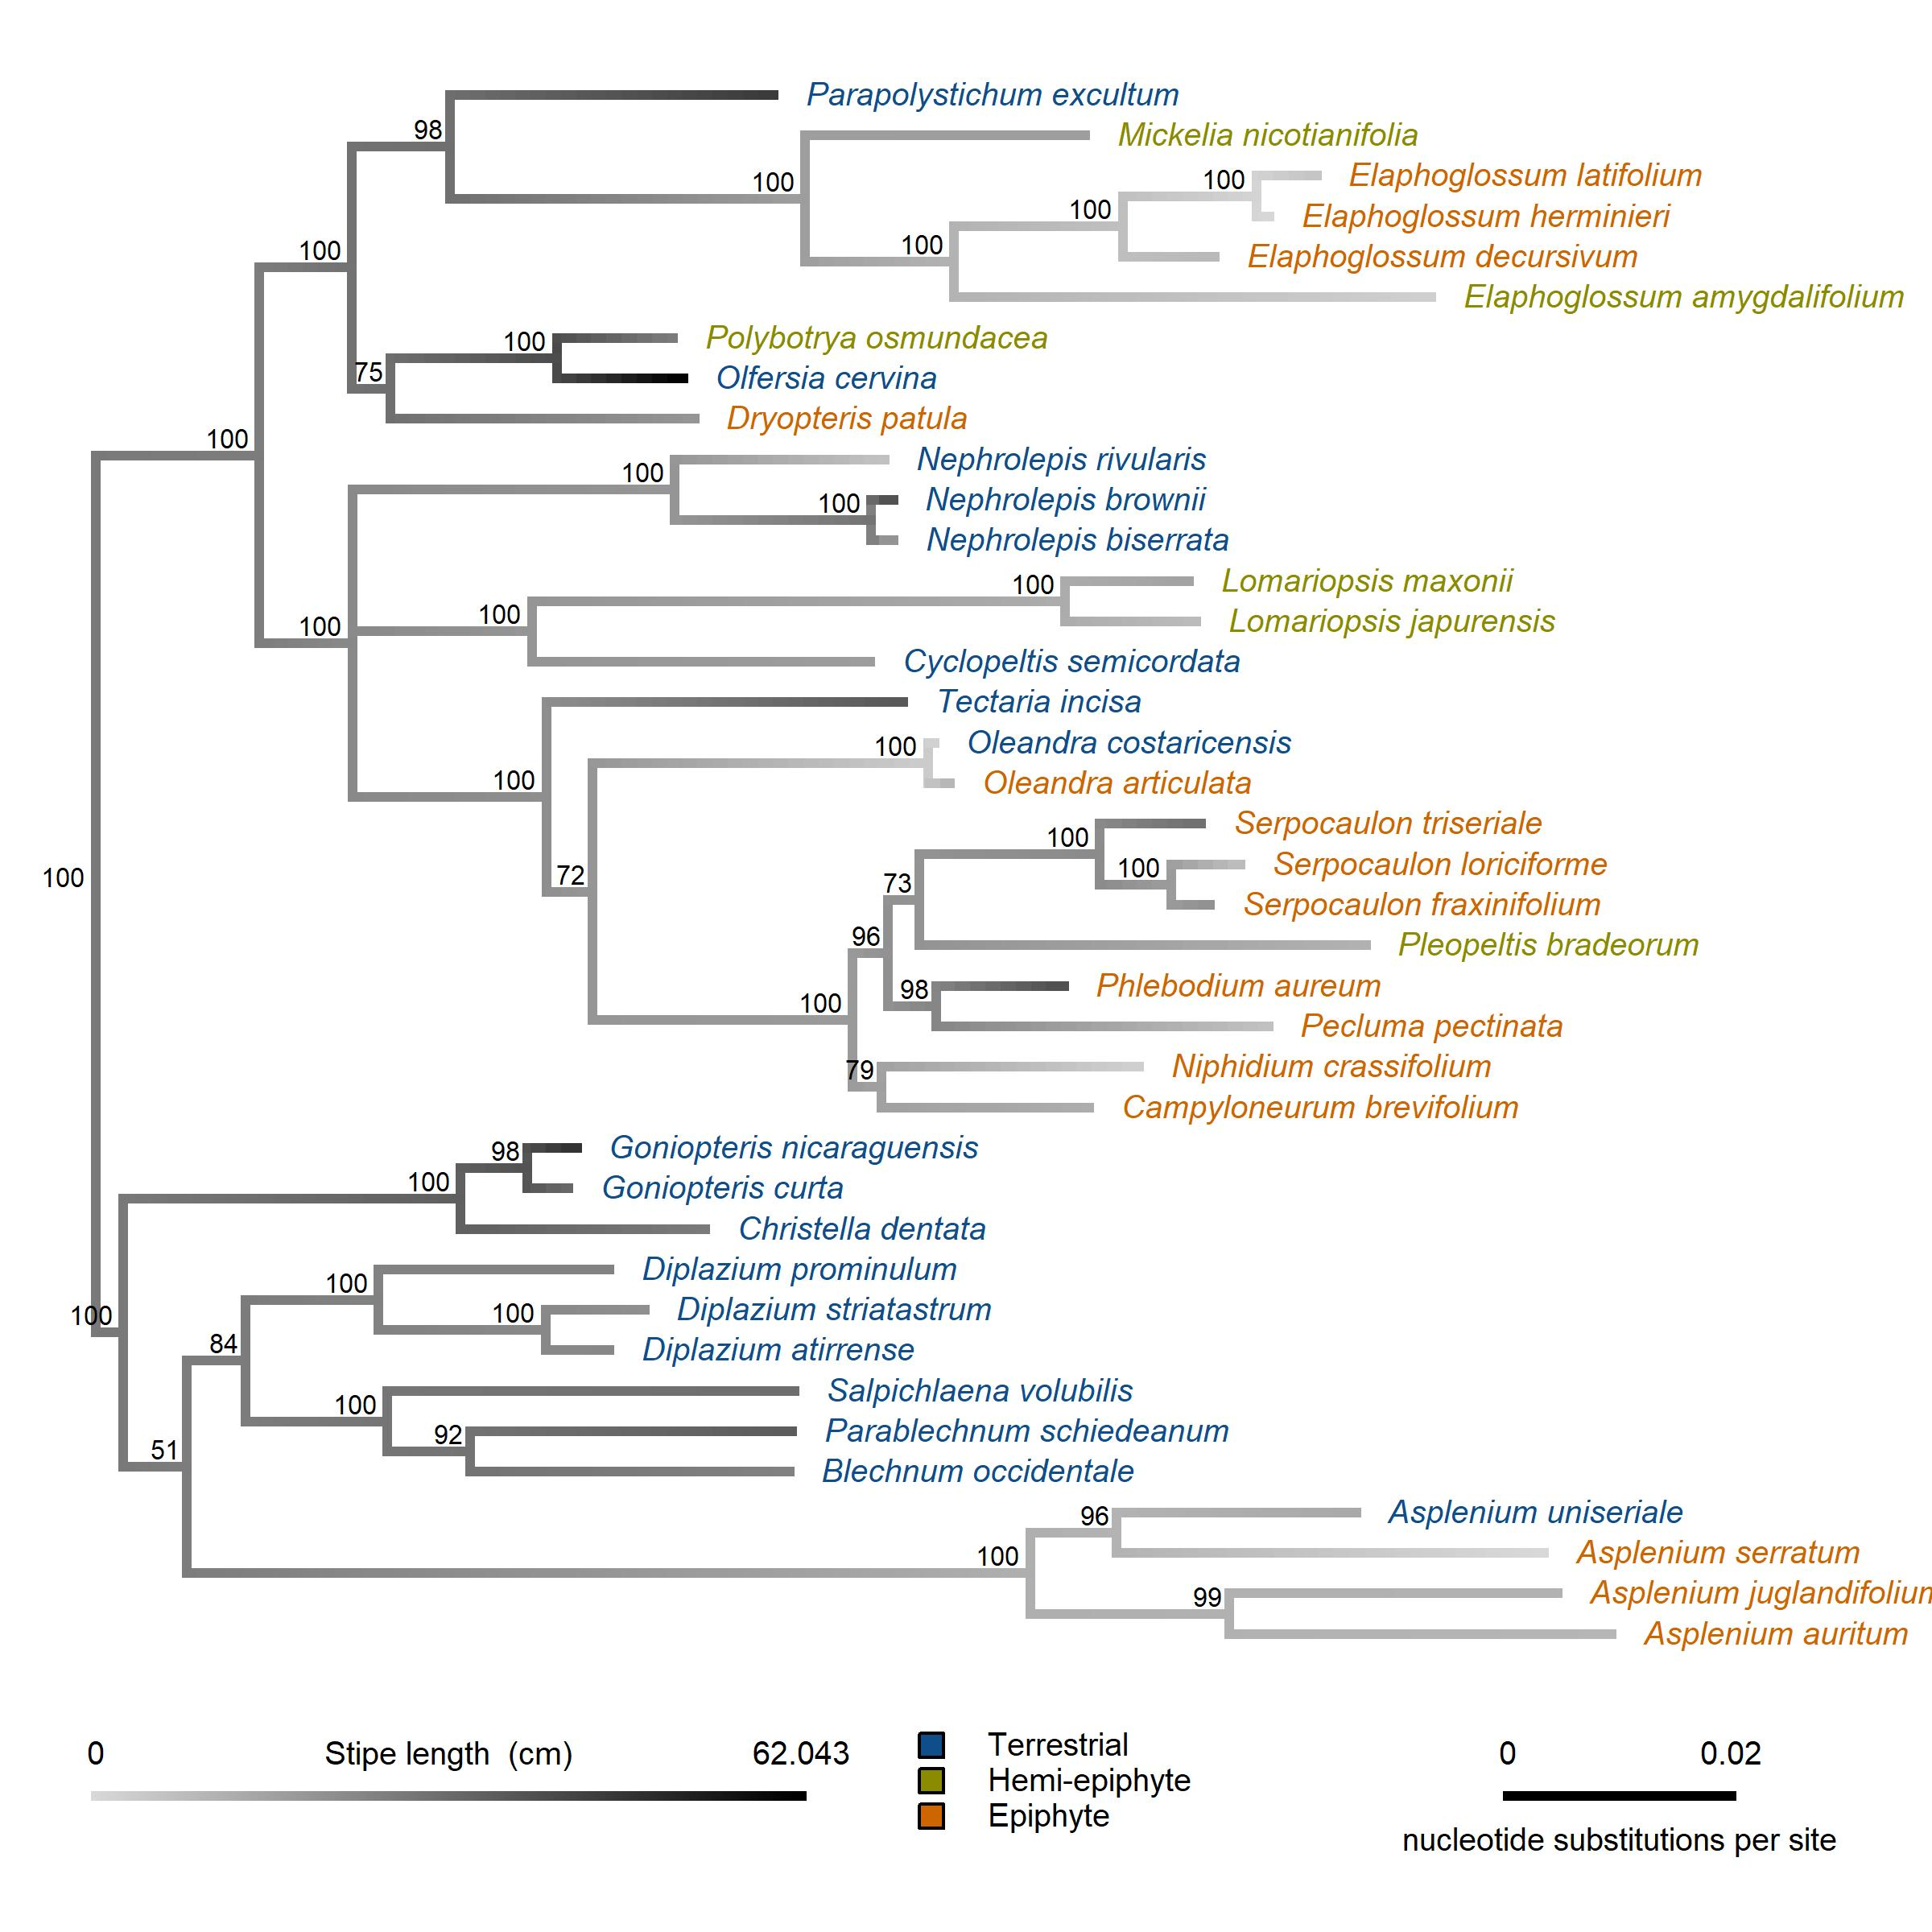 Parapolystichum excultum
98
Mickelia nicotianifolia
100
Elaphoglossum latifolium
100
Elaphoglossum herminieri
100
Elaphoglossum decursivum
100
100
Elaphoglossum amygdalifolium
Polybotrya osmundacea
100
Olfersia cervina
75
Dryopteris patula
100
Nephrolepis rivularis
100
Nephrolepis brownii
100
Nephrolepis biserrata
Lomariopsis maxonii
100
Lomariopsis japurensis
100
100
Cyclopeltis semicordata
Tectaria incisa
Oleandra costaricensis
100
Oleandra articulata
100
Serpocaulon triseriale
100
Serpocaulon loriciforme
100
72
73
100
Serpocaulon fraxinifolium
96
Pleopeltis bradeorum
Phlebodium aureum
98
100
Pecluma pectinata
Niphidium crassifolium
79
Campyloneurum brevifolium
Goniopteris nicaraguensis
98
Goniopteris curta
100
Christella dentata
Diplazium prominulum
100
Diplazium striatastrum
100
100
Diplazium atirrense
84
Salpichlaena volubilis
100
Parablechnum schiedeanum
92
51
Blechnum occidentale
Asplenium uniseriale
96
Asplenium serratum
100
Asplenium juglandifoliun
99
Asplenium auritum
0 Stipe length (cm) 62.043
Terrestrial
Hemi-epiphyte
Epiphyte
0 0.02
nucleotide substitutions per site